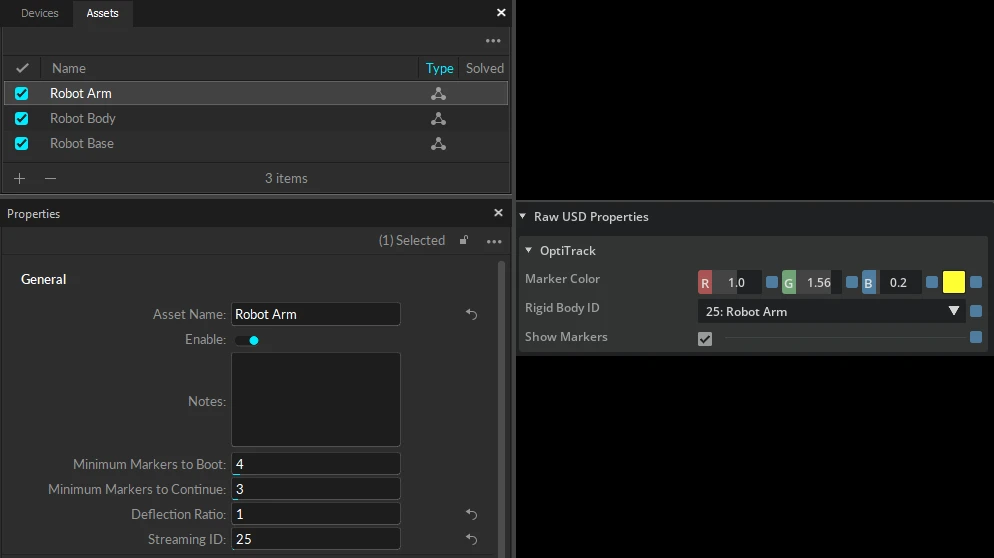 Devices Assets
Name Type Solved
Robot Arm
Robot Body
Robot Base
3 items
Properties
(1) Selected
General
Asset Name: Robot Arm
Enable:
Notes:
Minimum Markers to Boot: 4
Minimum Markers to Continue: 3
Deflection Ratio: 1
Streaming ID: 25
Raw USD Properties
OptiTrack
Marker Color R 1.0 G 1.56 B 0.2
Rigid Body ID 25: Robot Arm
Show Markers